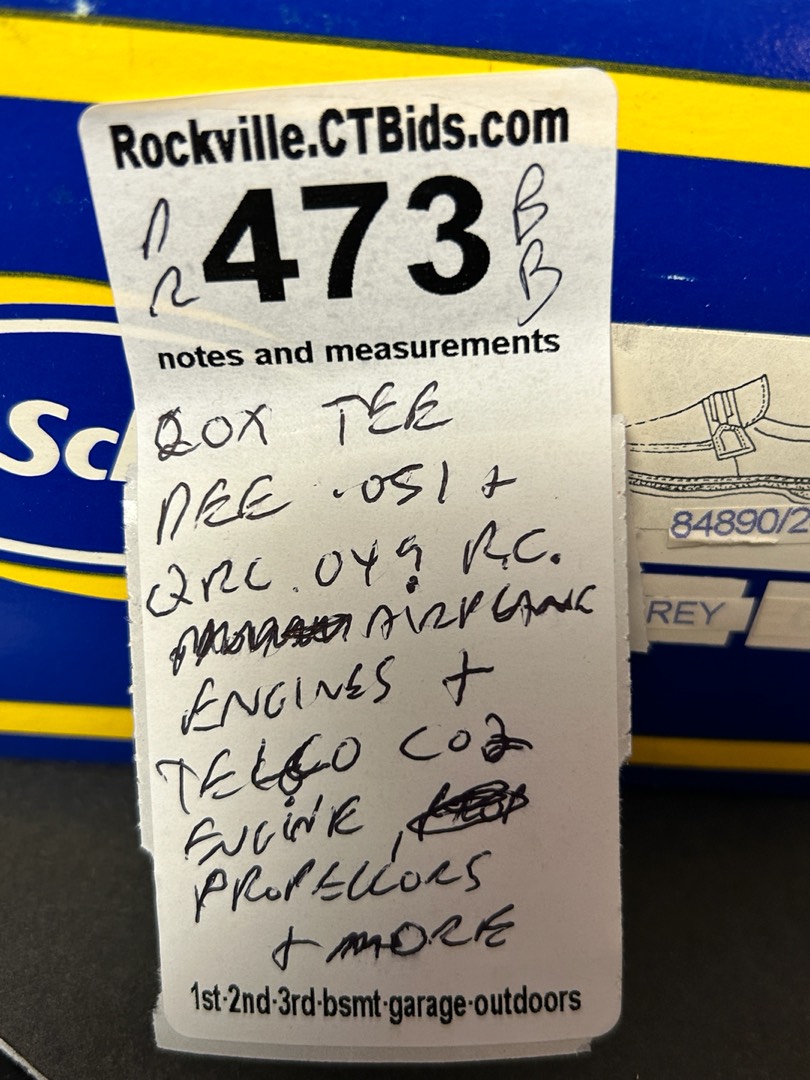 Rockville.CTBids.com
473
B
B
notes and measurements
COX TEE
DEE .051 +
QRC .049 R.C.
AIRPLANE
ENGINES +
TELCO CO2
ENGINE,
PROPELLORS
+ MORE
1st·2nd·3rd·bsmt·garage·outdoors
Sch
84890/2
REY